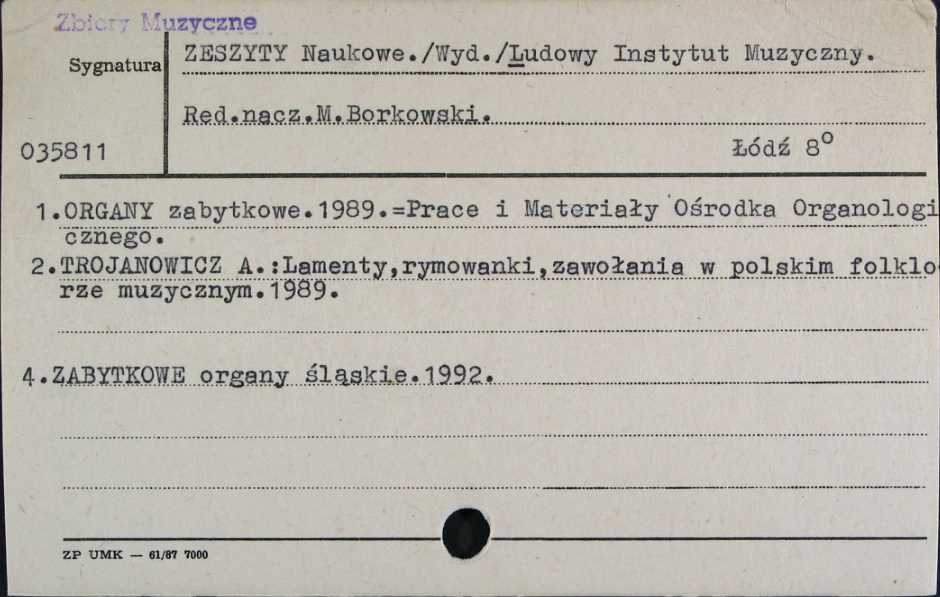 Zbiory Muzyczne
Sygnatura
ZESZYTY Naukowe./Wyd./Ludowy Instytut Muzyczny.
Red.nacz.M.Borkowski.
035811
Łódź 8º
1.ORGANY zabytkowe.1989.=Prace i Materiały Ośrodka Organologi
cznego.
2.TROJANOWICZ A.:Lamenty,rymowanki,zawołania w polskim folklo-
rze muzycznym.1989.
4.ZABYTKOWE organy śląskie.1992.
ZP UMK — 61/87 7000